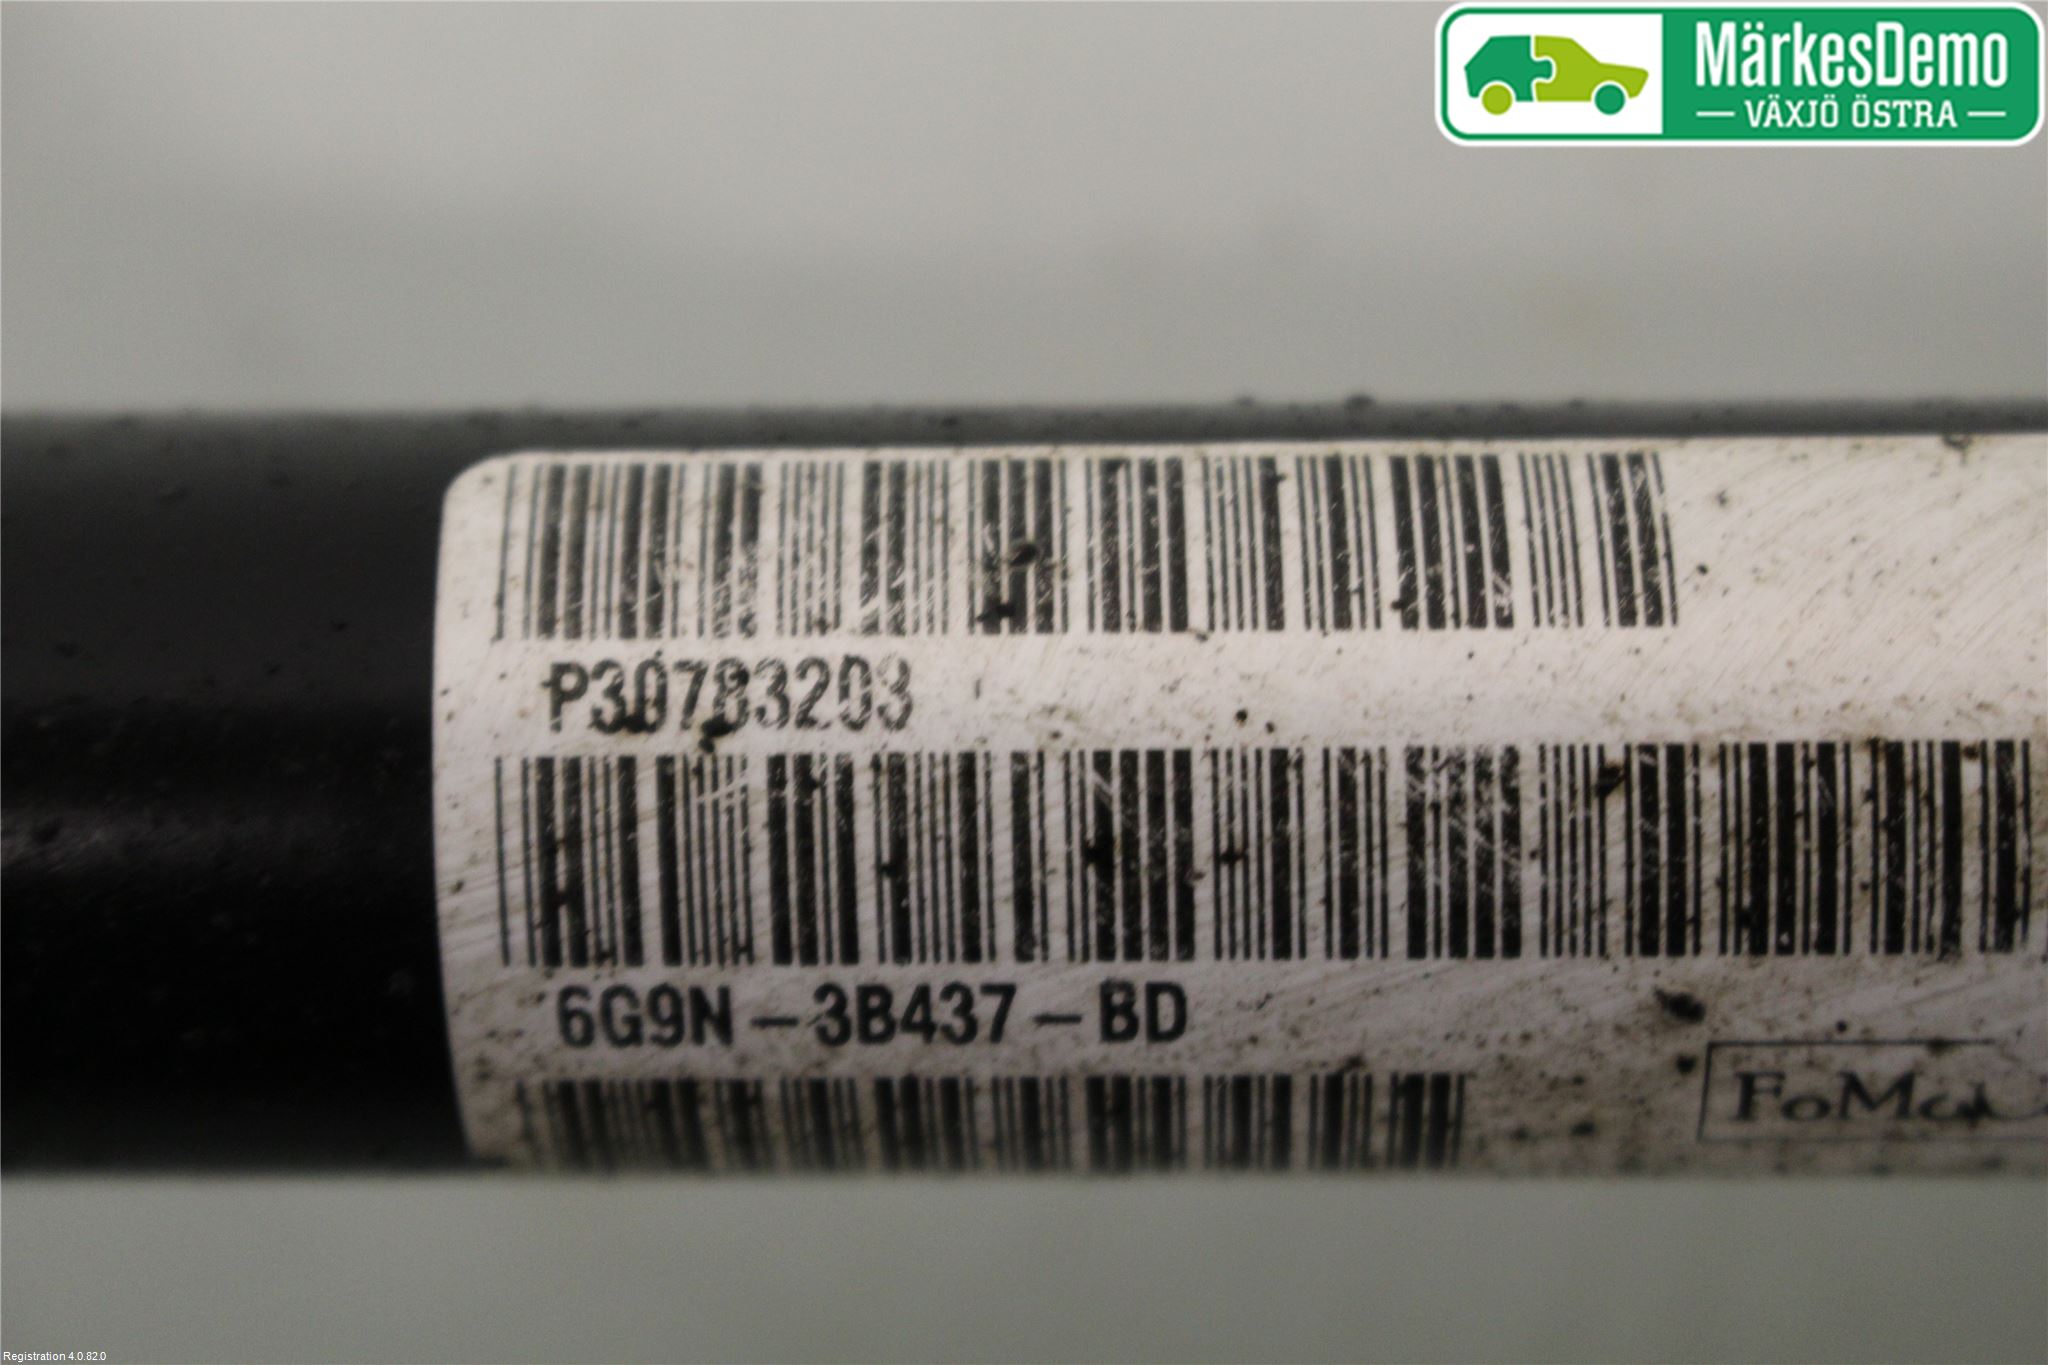 MärkesDemo
VÄXJÖ ÖSTRA
P30783203
6G9N-3B437-BD
Registration 4.0.82.0